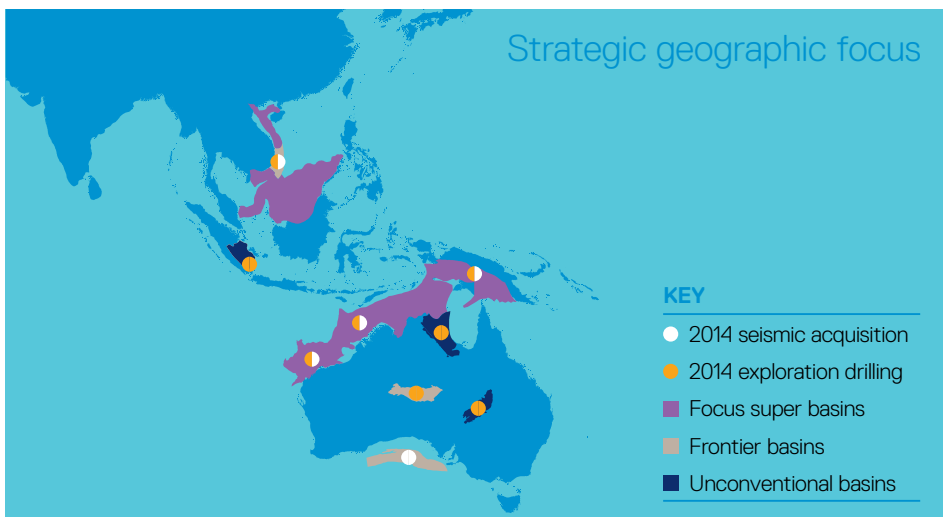 Strategic geographic focus
KEY
2014 seismic acquisition
2014 exploration drilling
Focus super basins
Frontier basins
Unconventional basins